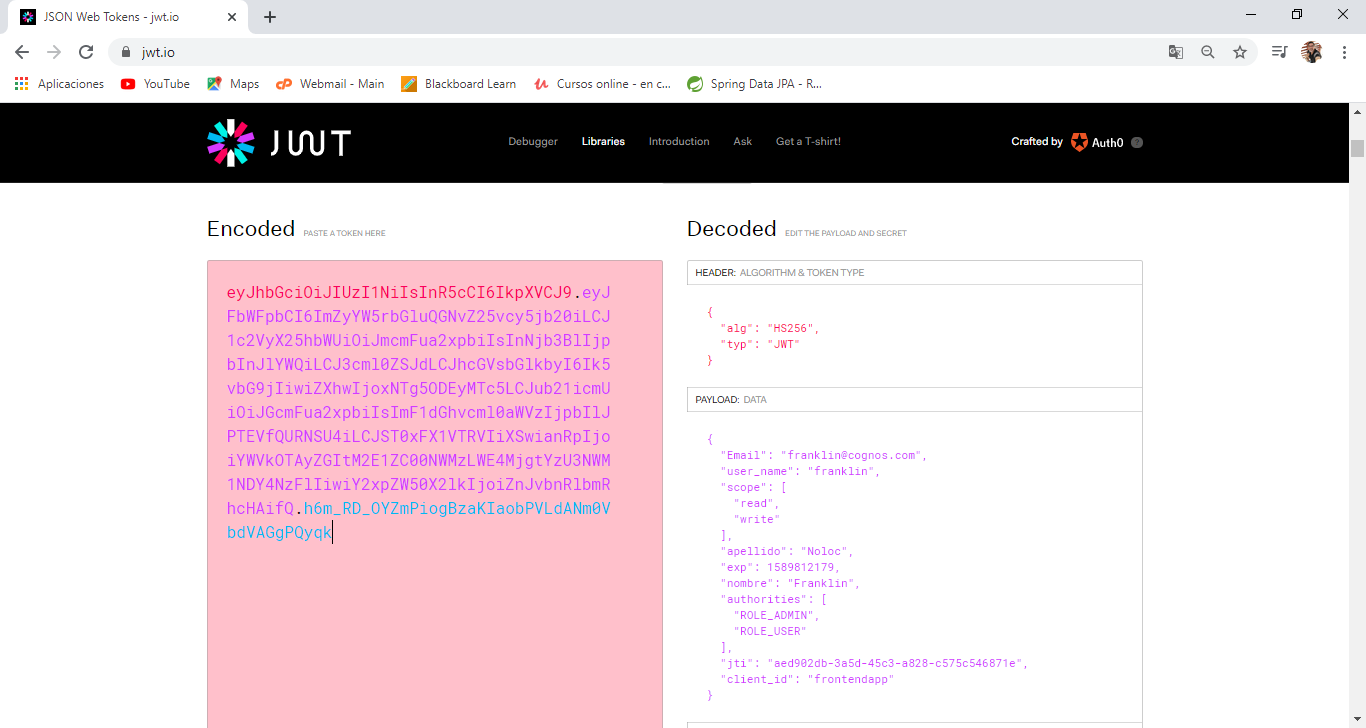 JSON Web Tokens - jwt.io
jwt.io
Aplicaciones YouTube Maps Webmail - Main Blackboard Learn Cursos online - en c... Spring Data JPA - R...
JWT Debugger Libraries Introduction Ask Get a T-shirt! Crafted by Auth0
Encoded PASTE A TOKEN HERE
eyJhbGciOiJIUzI1NiIsInR5cCI6IkpXVCJ9.eyJ
FbWFpbCI6ImZyYW5rbGluQGNvZ25vcy5jb20iLCJ
1c2VyX25hbWUiOiJmcmFua2xpbiIsInNjb3BlIjp
bInJlYWQiLCJ3cml0ZSJdLCJhcGVsbGlkbyI6Ik5
vbG9jIiwiZXhwIjoxNTg5ODEyMTc5LCJub21icmU
iOiJGcmFua2xpbiIsImF1dGhvcml0aWVzIjpbIlJ
PTEVfQURNSU4iLCJST0xFX1VTRVIiXSwianRpIjo
iYWVkOTAyZGItM2E1ZC00NWMzLWE4MjgtYzU3NWM
1NDY4NzFlIiwiY2xpZW50X2lkIjoiZnJvbnRlbmR
hcHAifQ.h6m_RD_OYZmPiogBzaKIaobPVLdANm0V
bdVAGgPQyqk
Decoded EDIT THE PAYLOAD AND SECRET
HEADER: ALGORITHM & TOKEN TYPE
{
"alg": "HS256",
"typ": "JWT"
}
PAYLOAD: DATA
{
"Email": "franklin@cognos.com",
"user_name": "franklin",
"scope": [
"read",
"write"
],
"apellido": "Noloc",
"exp": 1589812179,
"nombre": "Franklin",
"authorities": [
"ROLE_ADMIN",
"ROLE_USER"
],
"jti": "aed902db-3a5d-45c3-a828-c575c546871e",
"client_id": "frontendapp"
}